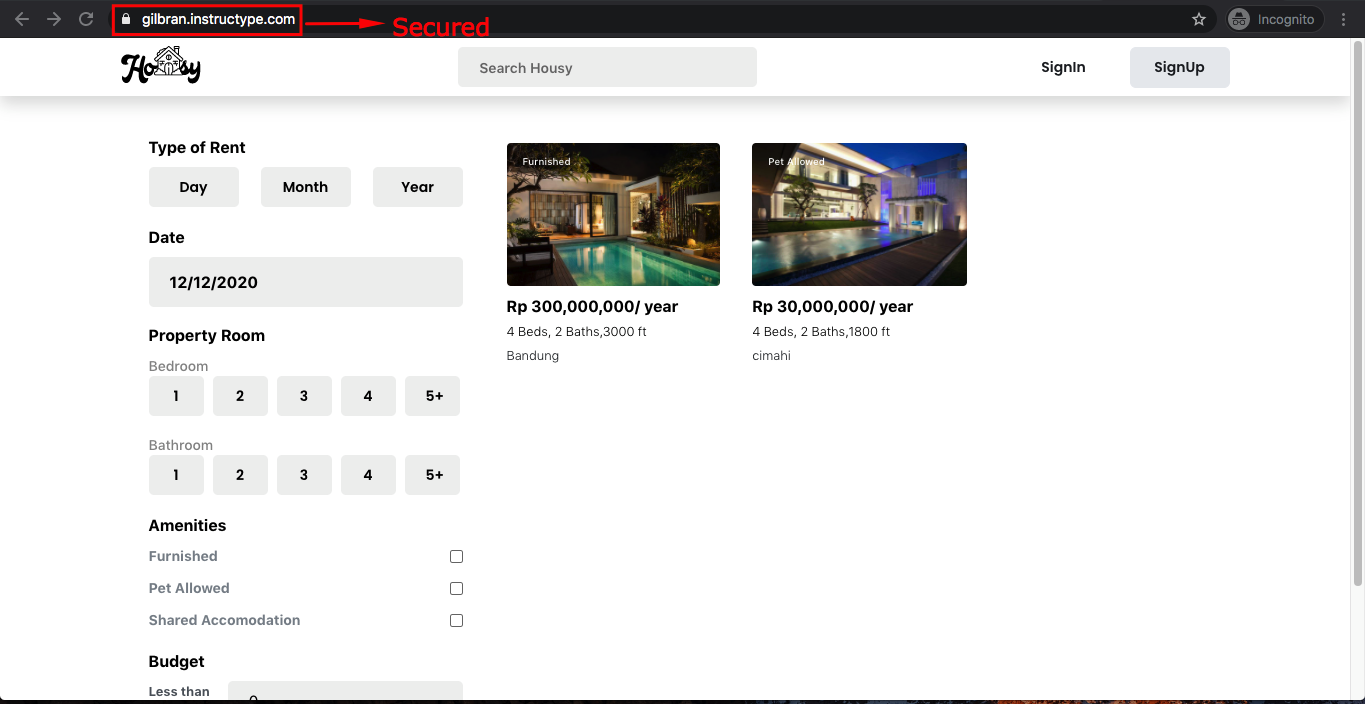 gilbran.instructype.com
Secured
Incognito
Housy
Search Housy
SignIn
SignUp
Type of Rent
Day
Month
Year
Date
12/12/2020
Property Room
Bedroom
1
2
3
4
5+
Bathroom
1
2
3
4
5+
Amenities
Furnished
Pet Allowed
Shared Accomodation
Budget
Less than
Furnished
Rp 300,000,000/ year
4 Beds, 2 Baths,3000 ft
Bandung
Pet Allowed
Rp 30,000,000/ year
4 Beds, 2 Baths,1800 ft
cimahi